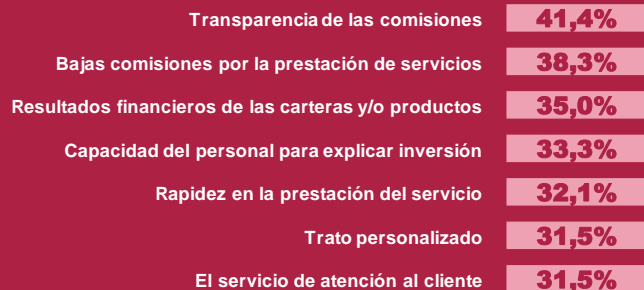 Transparencia de las comisiones 41,4%
Bajas comisiones por la prestación de servicios 38,3%
Resultados financieros de las carteras y/o productos 35,0%
Capacidad del personal para explicar inversión 33,3%
Rapidez en la prestación del servicio 32,1%
Trato personalizado 31,5%
El servicio de atención al cliente 31,5%